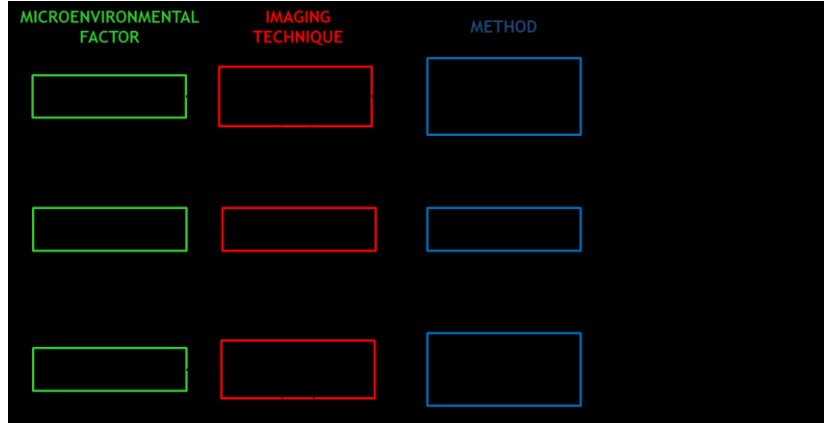 MICROENVIRONMENTAL
FACTOR
IMAGING
TECHNIQUE
METHOD